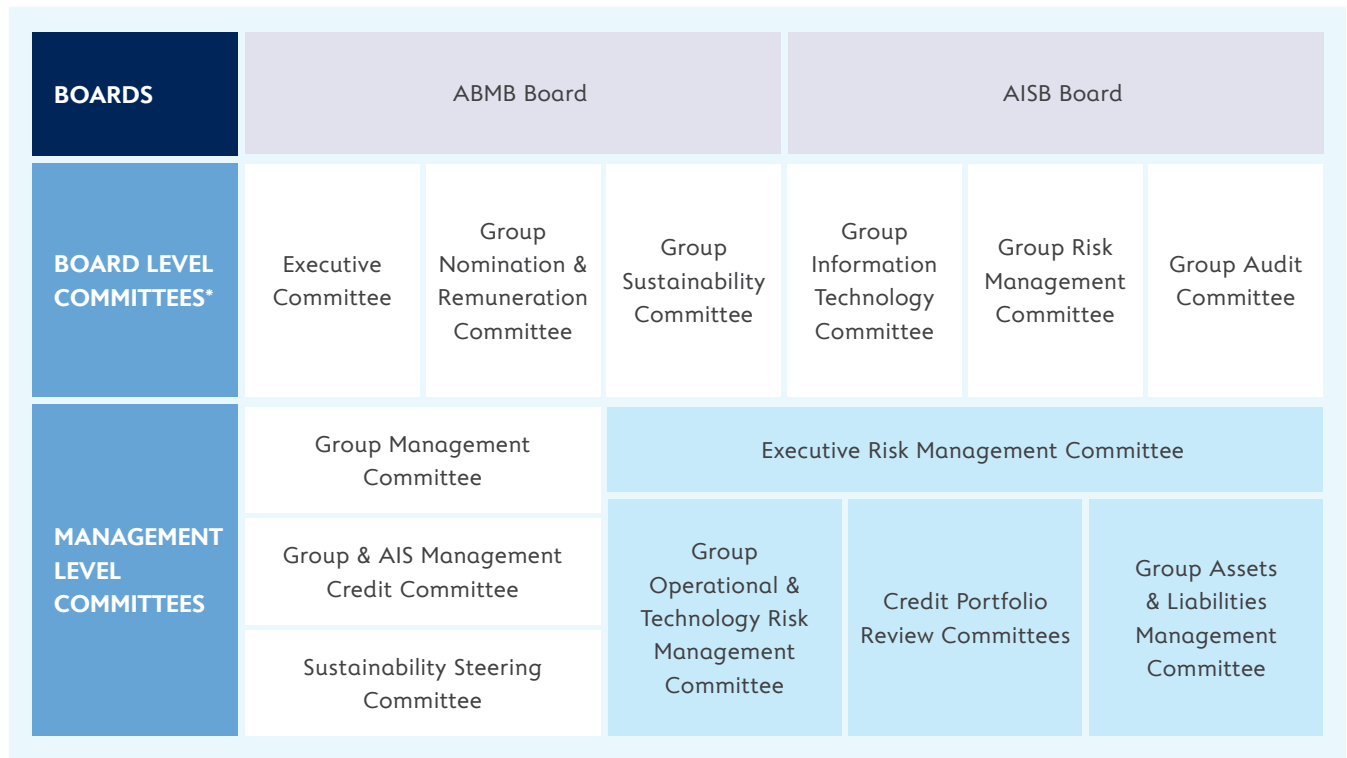 BOARDS
ABMB Board
AISB Board
BOARD LEVEL
COMMITTEES*
Executive
Committee
Group
Nomination &
Remuneration
Committee
Group
Sustainability
Committee
Group
Information
Technology
Committee
Group Risk
Management
Committee
Group Audit
Committee
MANAGEMENT
LEVEL
COMMITTEES
Group Management
Committee
Group & AIS Management
Credit Committee
Sustainability Steering
Committee
Executive Risk Management Committee
Group
Operational &
Technology Risk
Management
Committee
Credit Portfolio
Review Committees
Group Assets
& Liabilities
Management
Committee